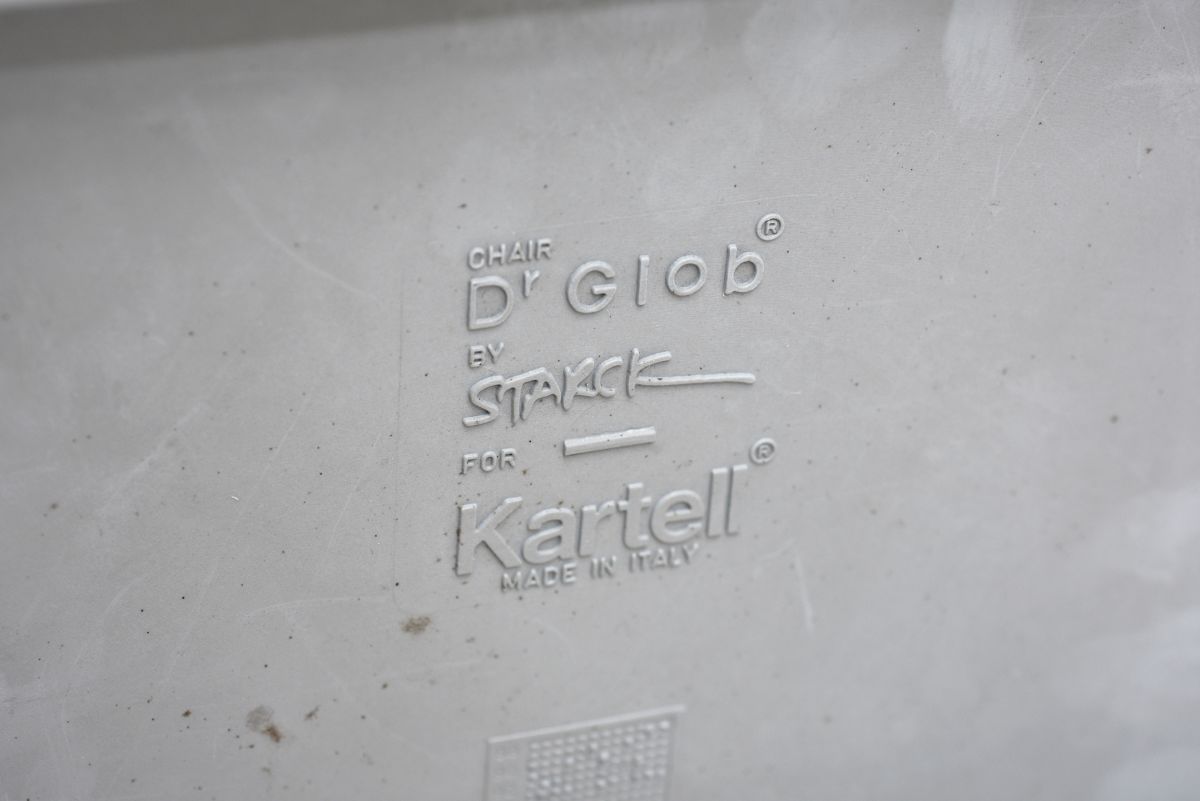 CHAIR
Dr Glob®
BY
STARCK
FOR
Kartell®
MADE IN ITALY